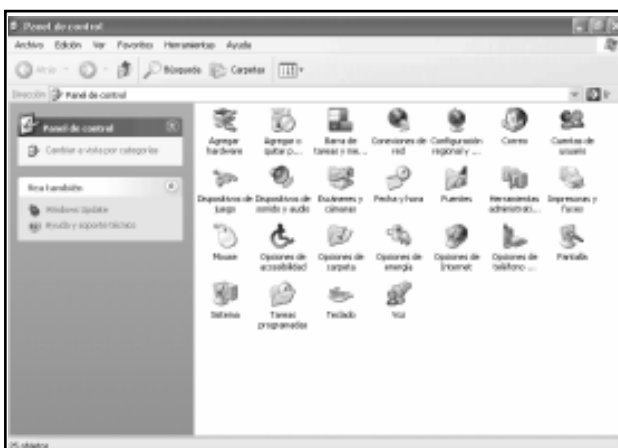 Panel de control
Archivo Edición Ver Favoritos Herramientas Ayuda
Atrás Búsqueda Carpetas
Dirección Panel de control Ir
Panel de control
Cambiar a vista por categorías
Vea también
Windows Update
Ayuda y soporte técnico
Agregar hardware
Agregar o quitar p...
Barra de tareas y me...
Conexiones de red
Configuración regional y ...
Correo
Cuentas de usuario
Dispositivos de juego
Dispositivos de sonido y audio
Escáneres y cámaras
Fecha y hora
Fuentes
Herramientas administrati...
Impresoras y faxes
Mouse
Opciones de accesibilidad
Opciones de carpeta
Opciones de energía
Opciones de Internet
Opciones de teléfono ...
Pantalla
Sistema
Tareas programadas
Teclado
Voz
25 objetos